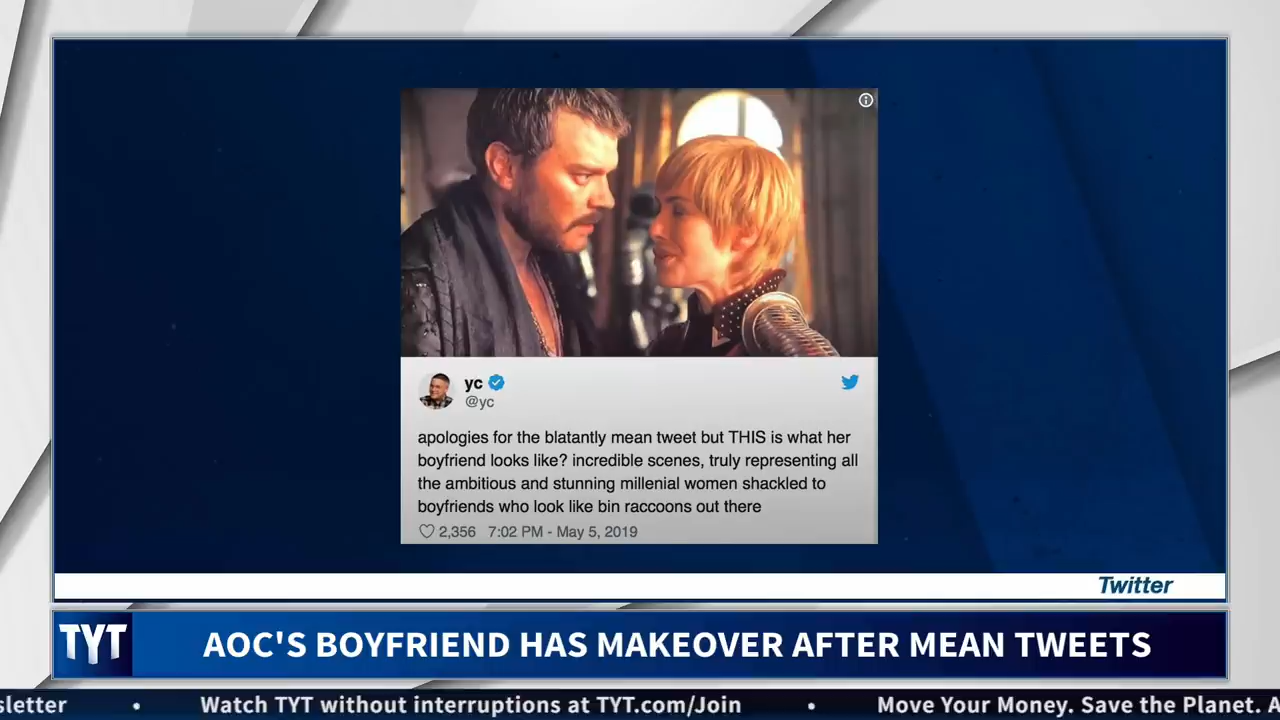 yc
@yc
apologies for the blatantly mean tweet but THIS is what her
boyfriend looks like? incredible scenes, truly representing all
the ambitious and stunning millenial women shackled to
boyfriends who look like bin raccoons out there
2,356 7:02 PM - May 5, 2019
Twitter
TYT AOC'S BOYFRIEND HAS MAKEOVER AFTER MEAN TWEETS
sletter • Watch TYT without interruptions at TYT.com/Join • Move Your Money. Save the Planet. A